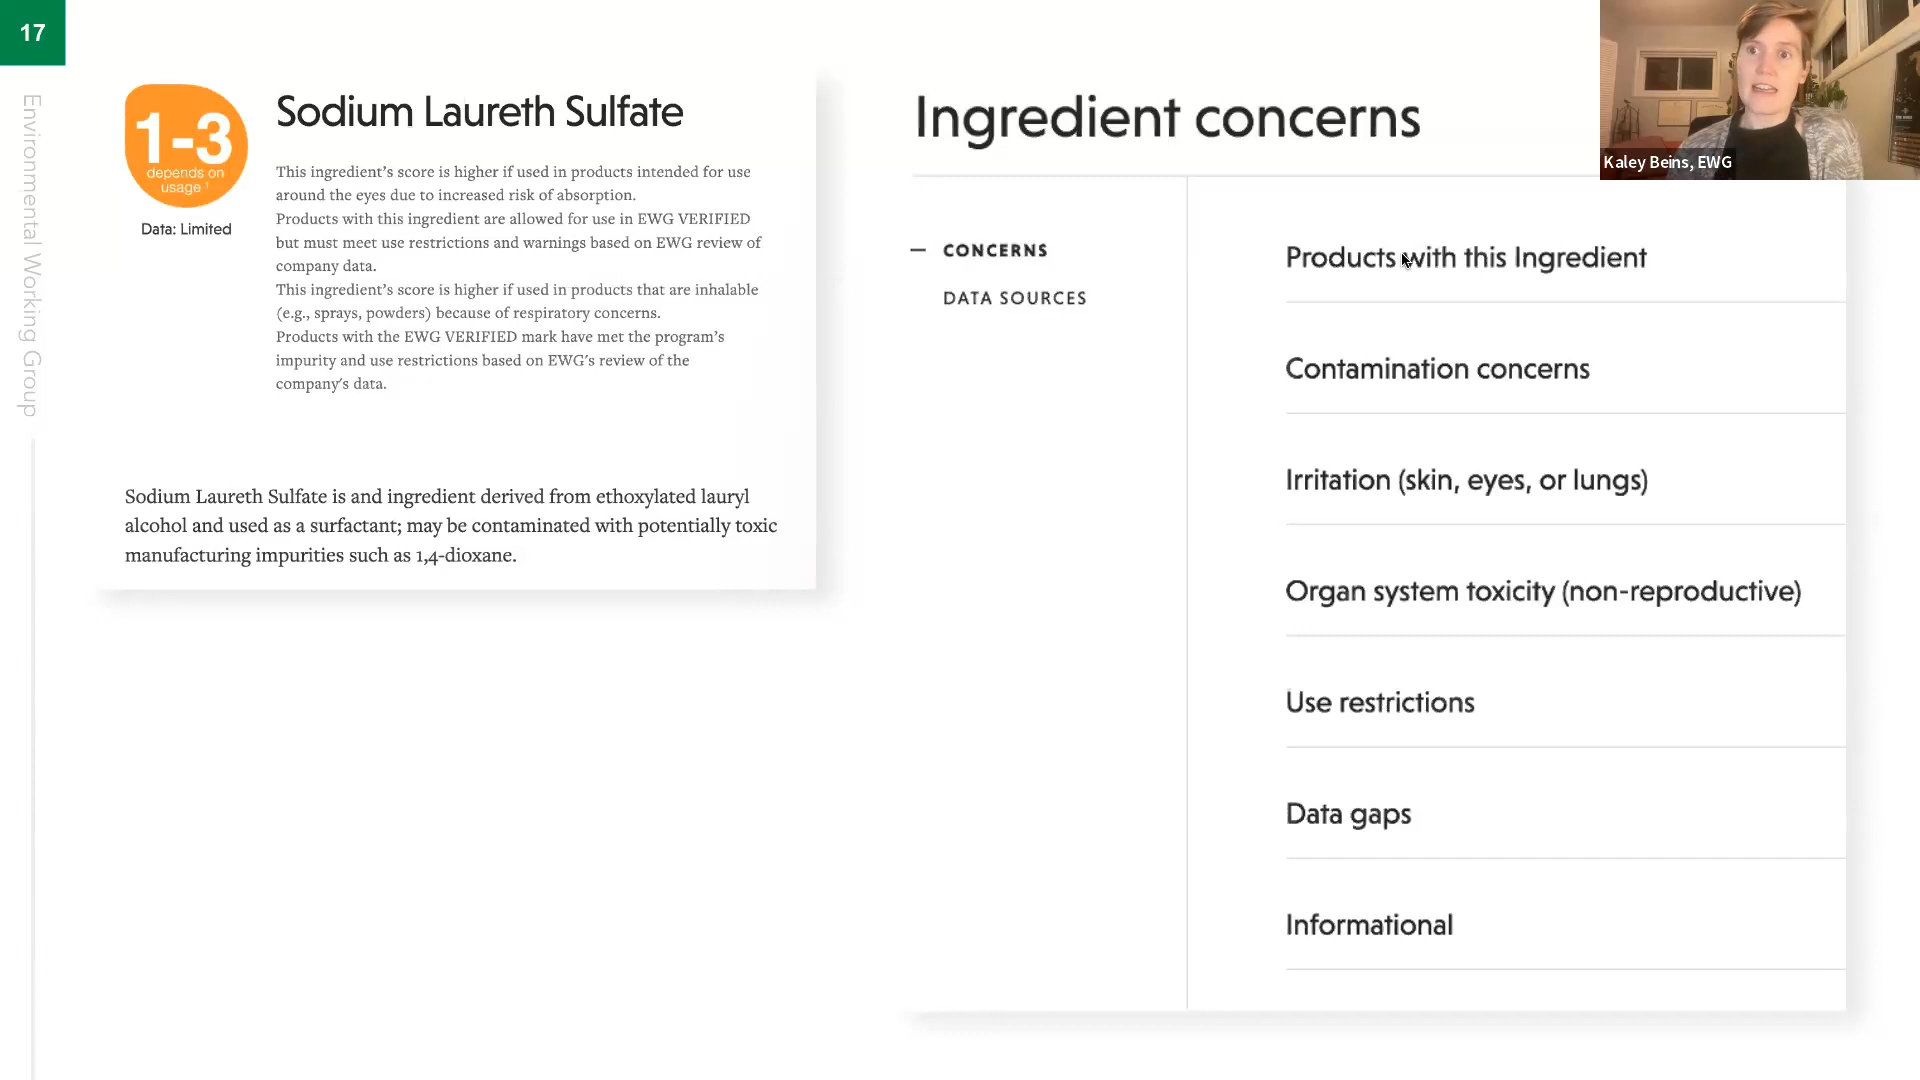 17
Environmental Working Group
1-3
depends on
usage 1
Data: Limited
Sodium Laureth Sulfate
This ingredient's score is higher if used in products intended for use
around the eyes due to increased risk of absorption.
Products with this ingredient are allowed for use in EWG VERIFIED
but must meet use restrictions and warnings based on EWG review of
company data.
This ingredient's score is higher if used in products that are inhalable
(e.g., sprays, powders) because of respiratory concerns.
Products with the EWG VERIFIED mark have met the program's
impurity and use restrictions based on EWG's review of the
company's data.
Sodium Laureth Sulfate is and ingredient derived from ethoxylated lauryl
alcohol and used as a surfactant; may be contaminated with potentially toxic
manufacturing impurities such as 1,4-dioxane.
Ingredient concerns
— CONCERNS
DATA SOURCES
Products with this Ingredient
Contamination concerns
Irritation (skin, eyes, or lungs)
Organ system toxicity (non-reproductive)
Use restrictions
Data gaps
Informational
Kaley Beins, EWG